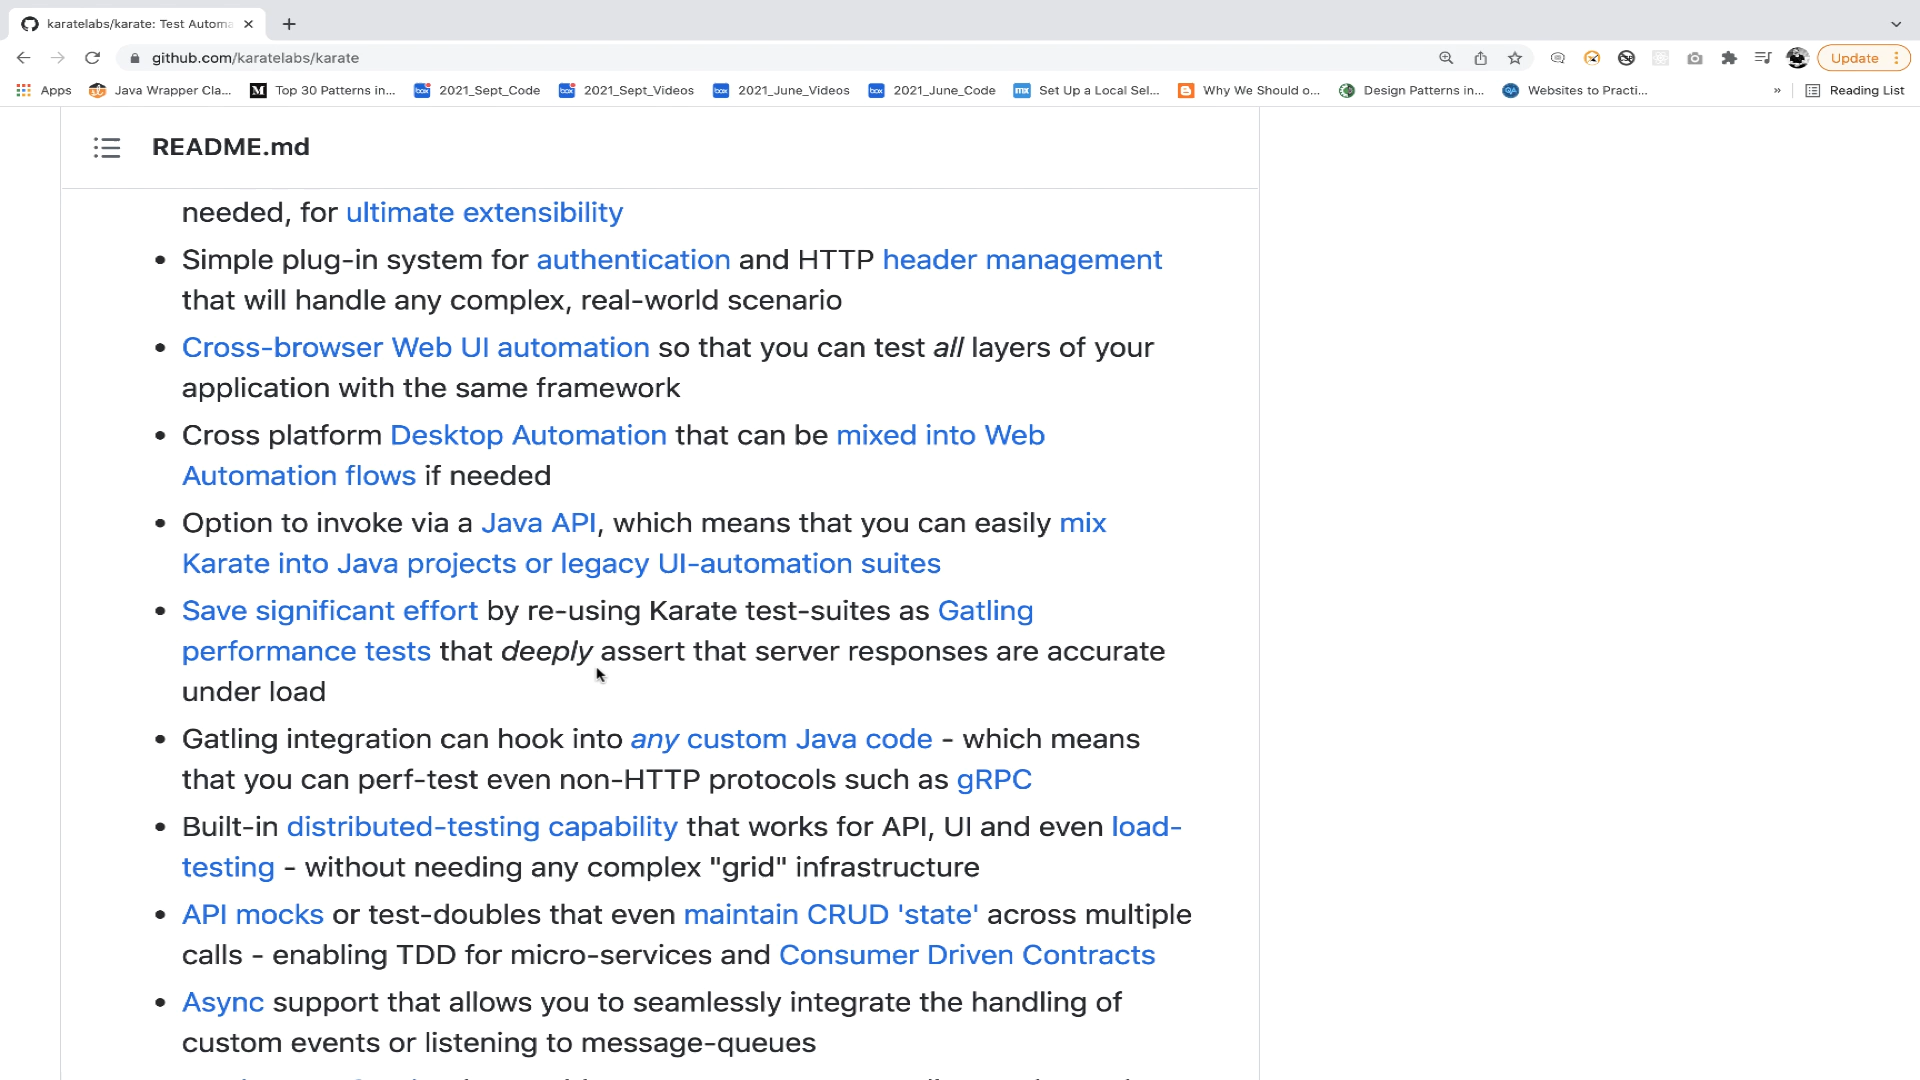 karatelabs/karate: Test Automa
github.com/karatelabs/karate
Update
Apps
Java Wrapper Cla...
Top 30 Patterns in...
2021_Sept_Code
2021_Sept_Videos
2021_June_Videos
2021_June_Code
Set Up a Local Sel...
Why We Should o...
Design Patterns in...
Websites to Practi...
»
Reading List
README.md
needed, for ultimate extensibility
• Simple plug-in system for authentication and HTTP header management
that will handle any complex, real-world scenario
• Cross-browser Web UI automation so that you can test all layers of your
application with the same framework
• Cross platform Desktop Automation that can be mixed into Web
Automation flows if needed
• Option to invoke via a Java API, which means that you can easily mix
Karate into Java projects or legacy UI-automation suites
• Save significant effort by re-using Karate test-suites as Gatling
performance tests that deeply assert that server responses are accurate
under load
• Gatling integration can hook into any custom Java code - which means
that you can perf-test even non-HTTP protocols such as gRPC
• Built-in distributed-testing capability that works for API, UI and even load-
testing - without needing any complex "grid" infrastructure
• API mocks or test-doubles that even maintain CRUD 'state' across multiple
calls - enabling TDD for micro-services and Consumer Driven Contracts
• Async support that allows you to seamlessly integrate the handling of
custom events or listening to message-queues